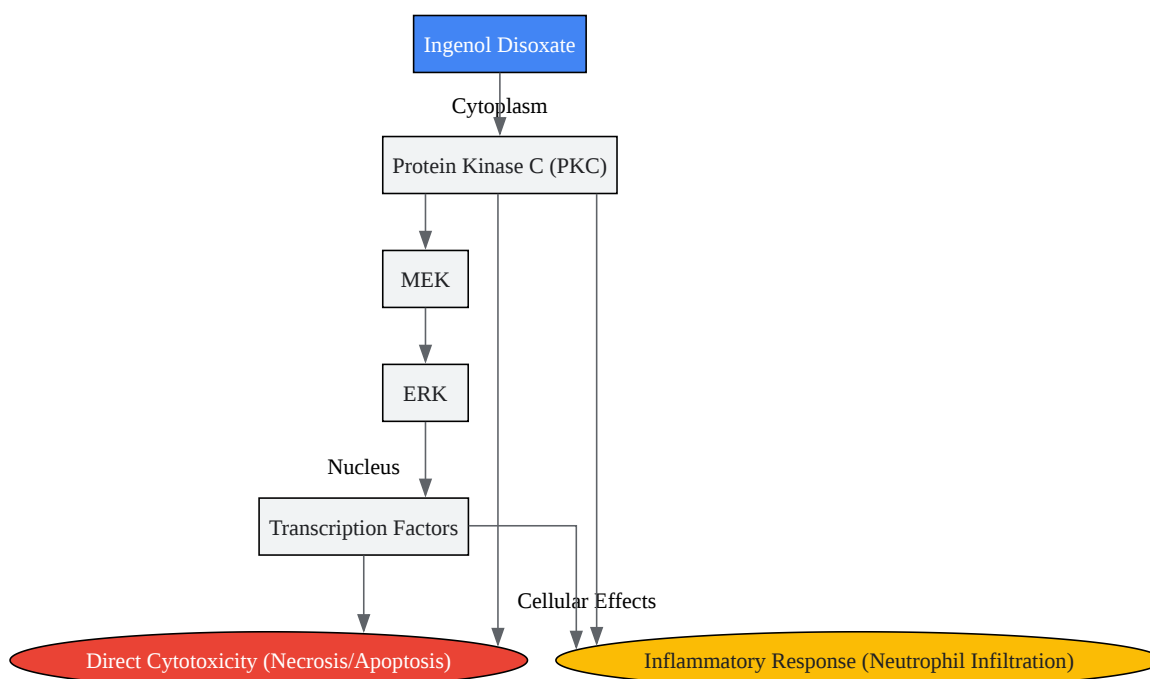 Ingenol Disoxate
Cytoplasm
Protein Kinase C (PKC)
MEK
ERK
Nucleus
Transcription Factors
Cellular Effects
Direct Cytotoxicity (Necrosis/Apoptosis)
Inflammatory Response (Neutrophil Infiltration)